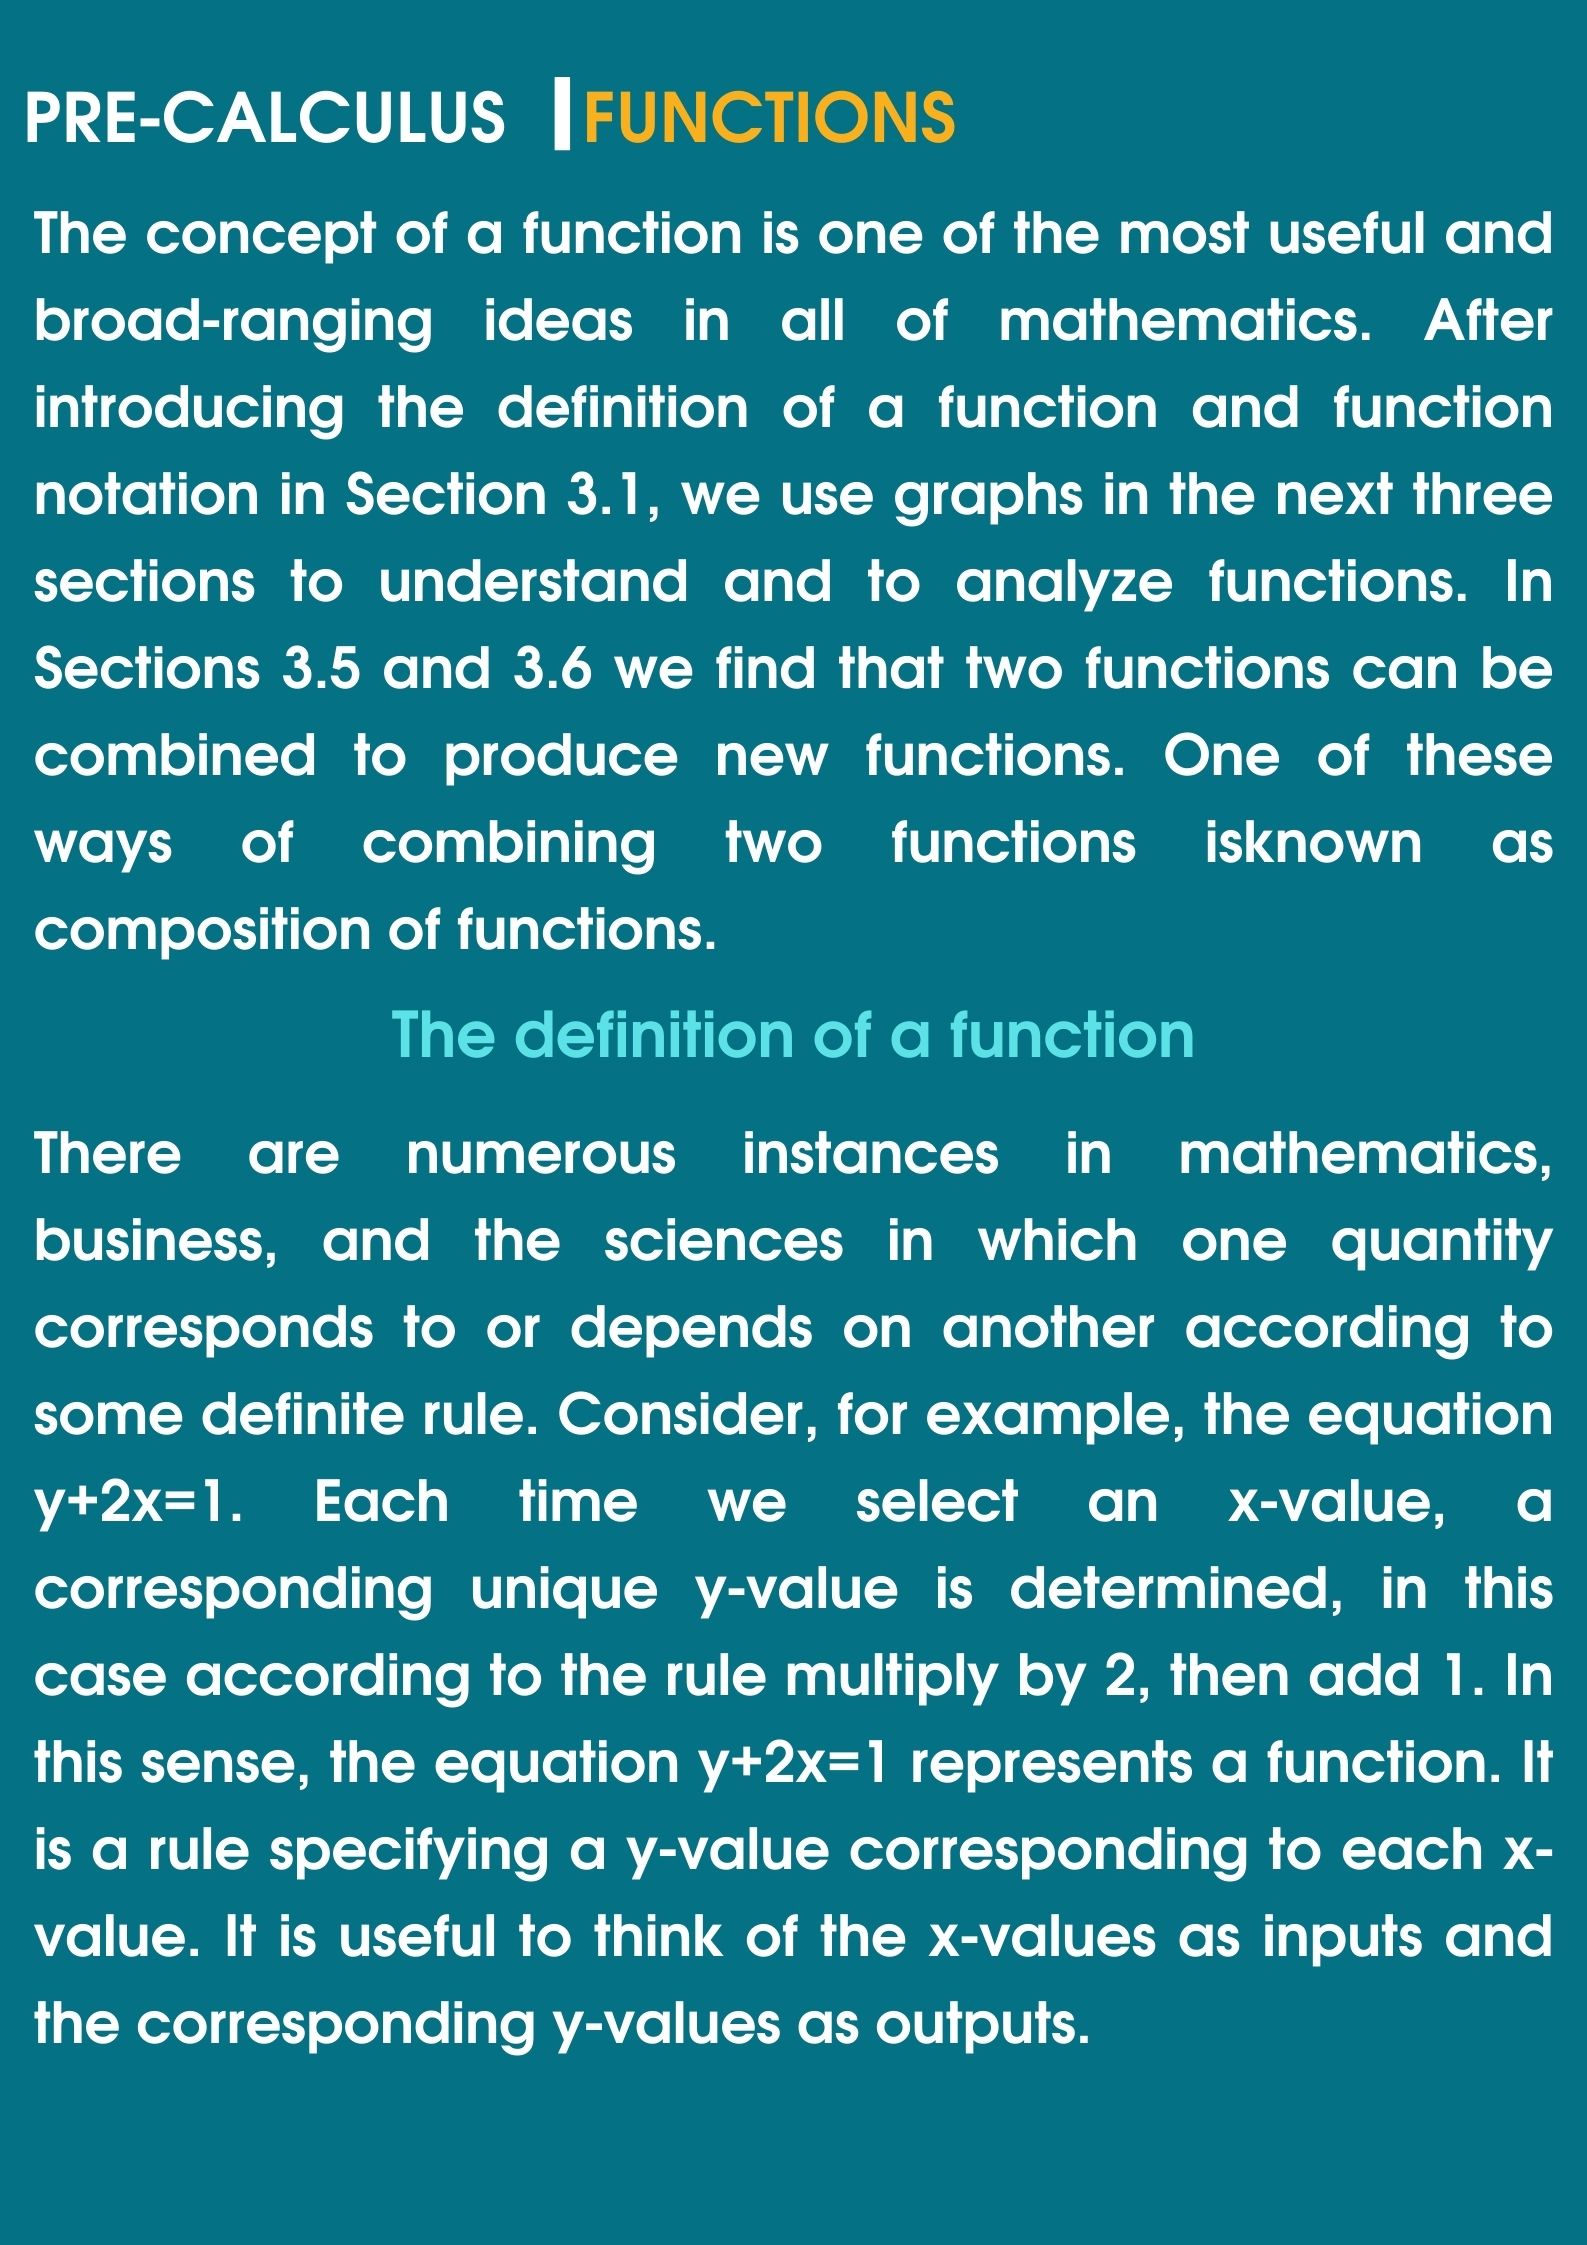 PRE-CALCULUS | FUNCTIONS
The concept of a function is one of the most useful and
broad-ranging ideas in all of mathematics. After
introducing the definition of a function and function
notation in Section 3.1, we use graphs in the next three
sections to understand and to analyze functions. In
Sections 3.5 and 3.6 we find that two functions can be
combined to produce new functions. One of these
ways of combining two functions isknown as
composition of functions.
The definition of a function
There are numerous instances in mathematics,
business, and the sciences in which one quantity
corresponds to or depends on another according to
some definite rule. Consider, for example, the equation
y+2x=1. Each time we select an x-value, a
corresponding unique y-value is determined, in this
case according to the rule multiply by 2, then add 1. In
this sense, the equation y+2x=1 represents a function. It
is a rule specifying a y-value corresponding to each x-
value. It is useful to think of the x-values as inputs and
the corresponding y-values as outputs.